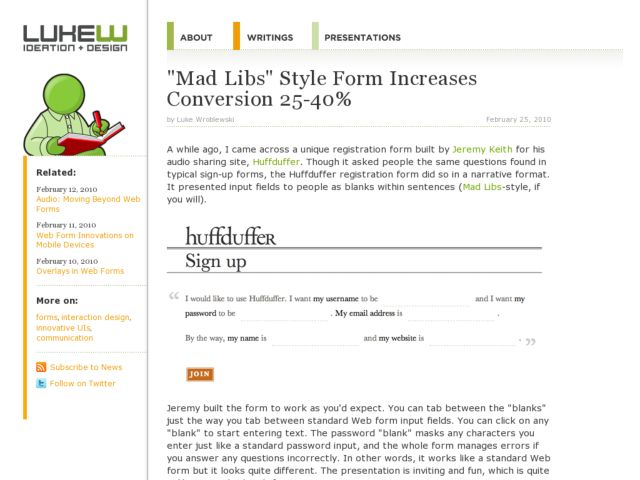 LUKEW
IDEATION + DESIGN
ABOUT
WRITINGS
PRESENTATIONS
"Mad Libs" Style Form Increases
Conversion 25-40%
by Luke Wroblewski
February 25, 2010
Related:
February 12, 2010
Audio: Moving Beyond Web
Forms
February 11, 2010
Web Form Innovations on
Mobile Devices
February 10, 2010
Overlays in Web Forms
More on:
forms, interaction design,
innovative UIs,
communication
Subscribe to News
Follow on Twitter
A while ago, I came across a unique registration form built by Jeremy Keith for his
audio sharing site, Huffduffer. Though it asked people the same questions found in
typical sign-up forms, the Huffduffer registration form did so in a narrative format.
It presented input fields to people as blanks within sentences (Mad Libs-style, if
you will).
huffduffer
Sign up
“ I would like to use Huffduffer. I want my username to be and I want my
password to be . My email address is .
By the way, my name is and my website is . ”
JOIN
Jeremy built the form to work as you'd expect. You can tab between the "blanks"
just the way you tab between standard Web form input fields. You can click on any
"blank" to start entering text. The password "blank" masks any characters you
enter just like a standard password input, and the whole form manages errors if
you answer any questions incorrectly. In other words, it works like a standard Web
form but it looks quite different. The presentation is inviting and fun, which is quite